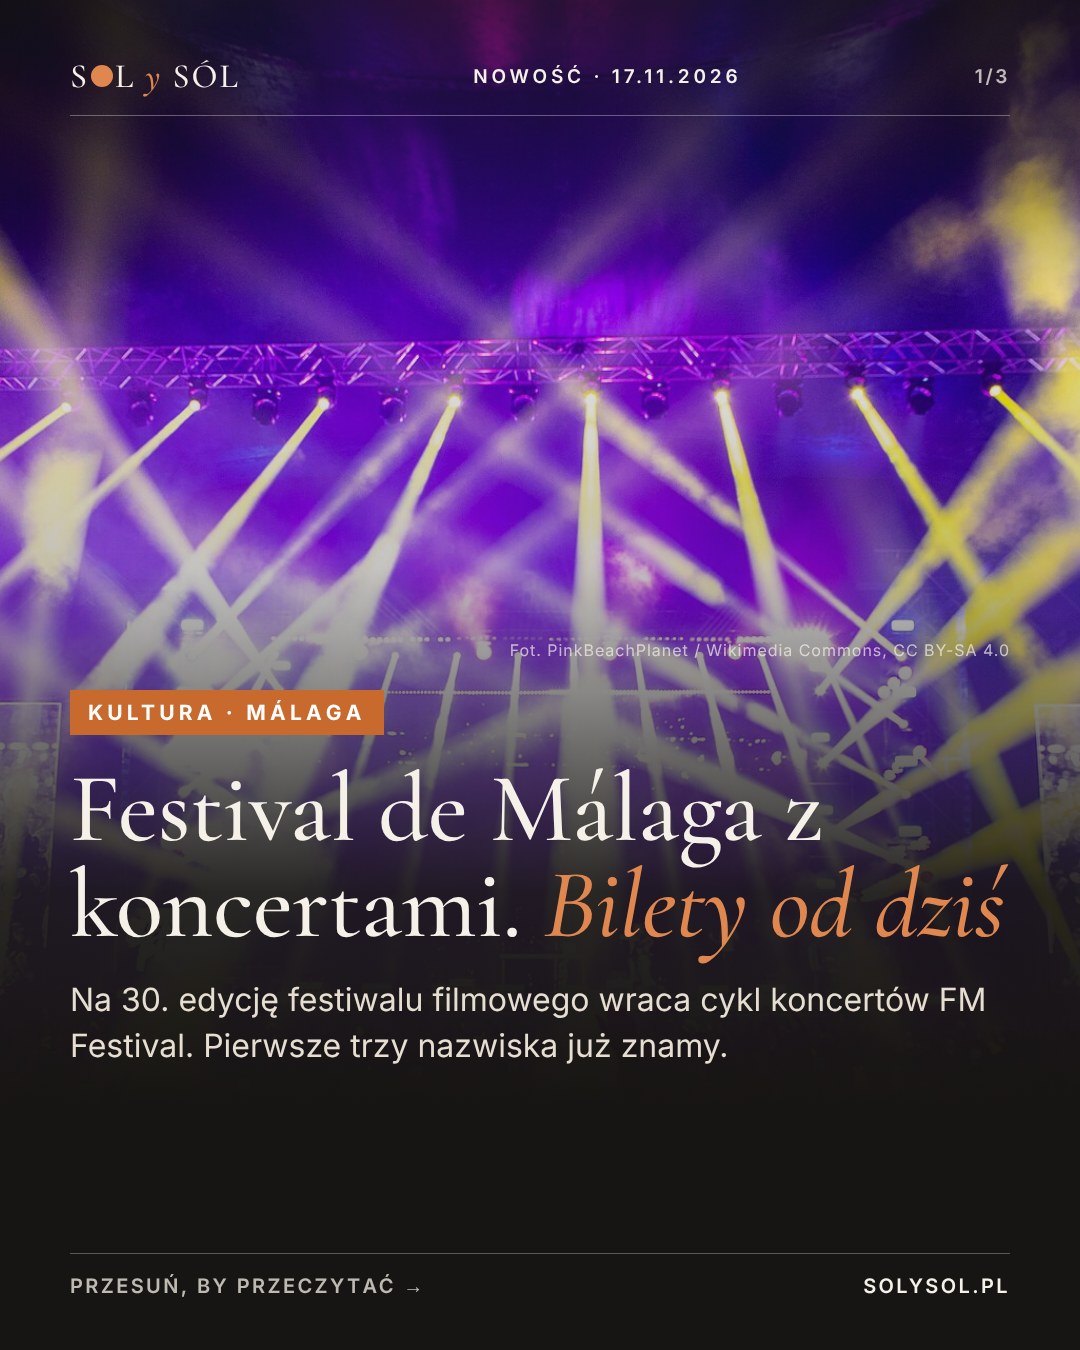 SOL y SÓL
NOWOŚĆ · 17.11.2026
1/3
Fot. PinkBeachPlanet / Wikimedia Commons, CC BY-SA 4.0
KULTURA · MÁLAGA
Festival de Málaga z
koncertami. Bilety od dziś
Na 30. edycję festiwalu filmowego wraca cykl koncertów FM
Festival. Pierwsze trzy nazwiska już znamy.
PRZESUŃ, BY PRZECZYTAĆ →
SOLYSOL.PL